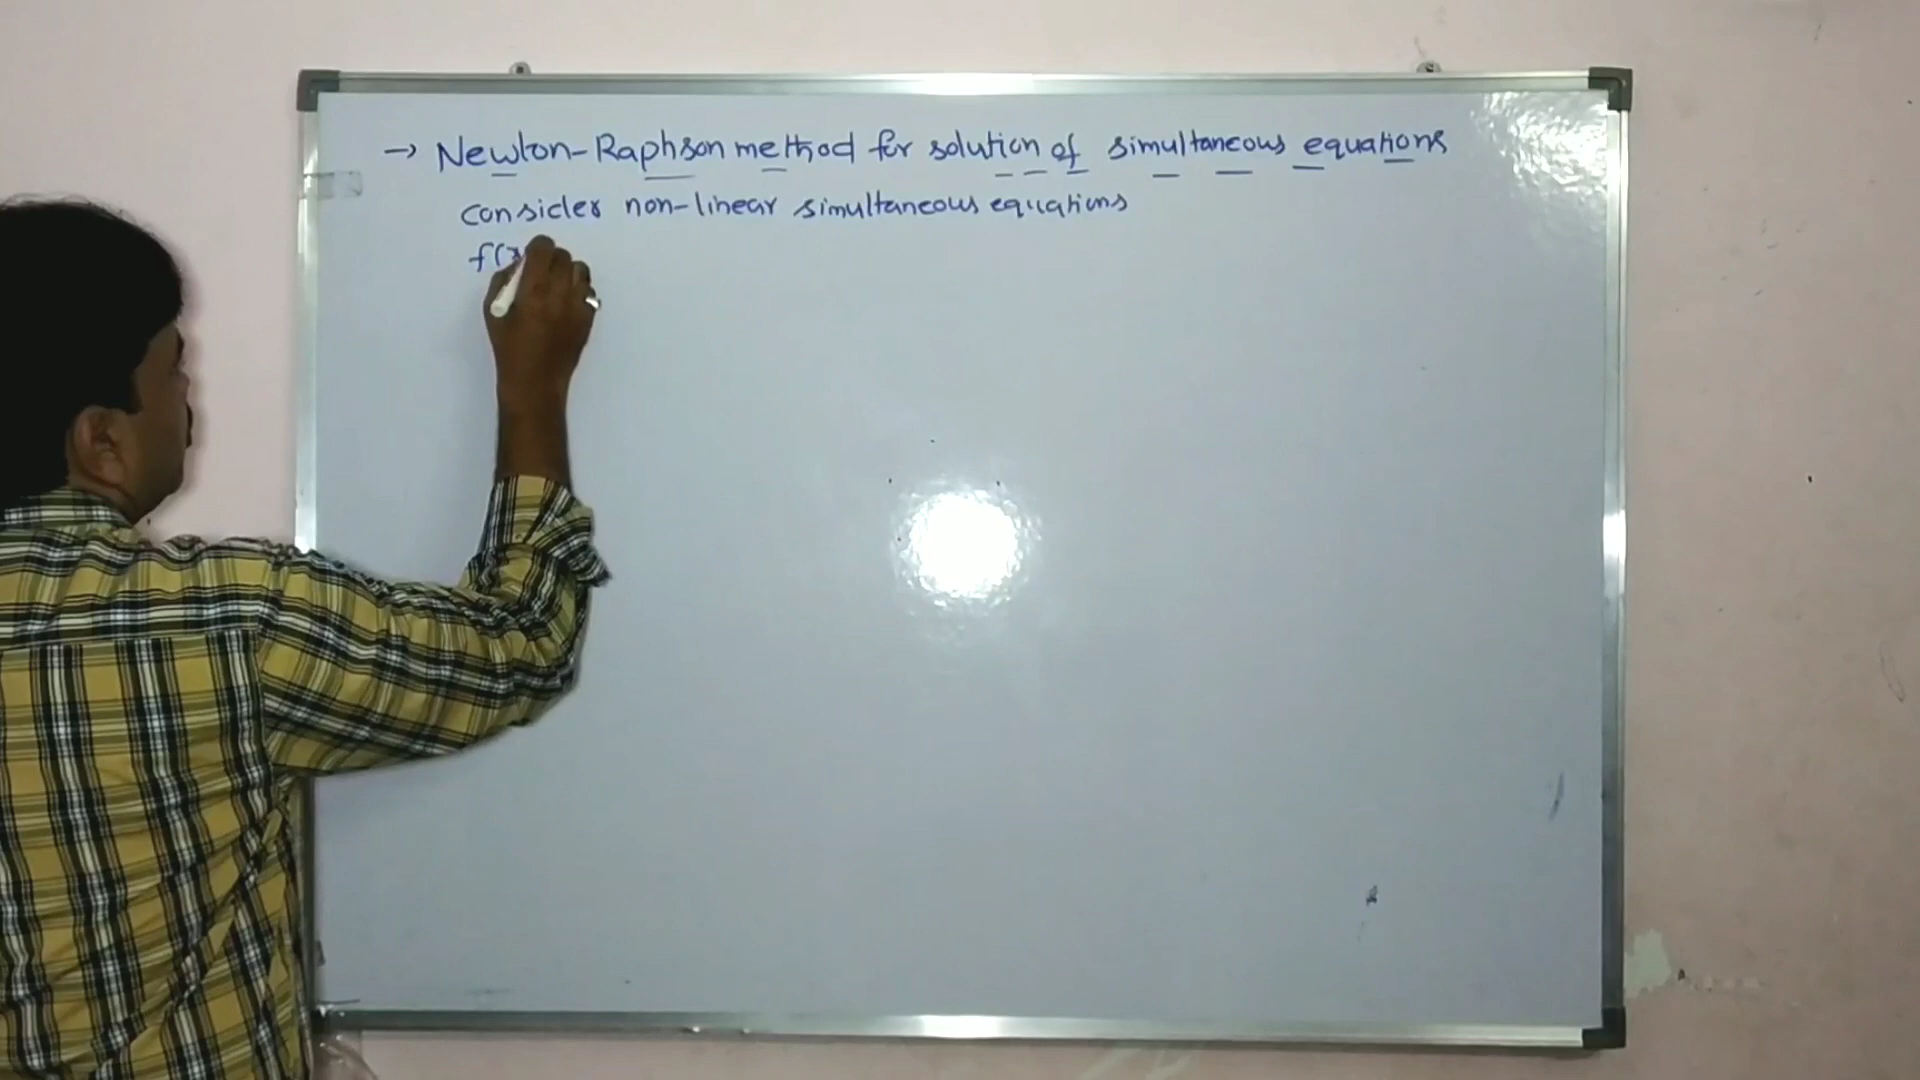 → Newton-Raphson method for solution of simultaneous equations
consider non-linear simultaneous equations
f(x